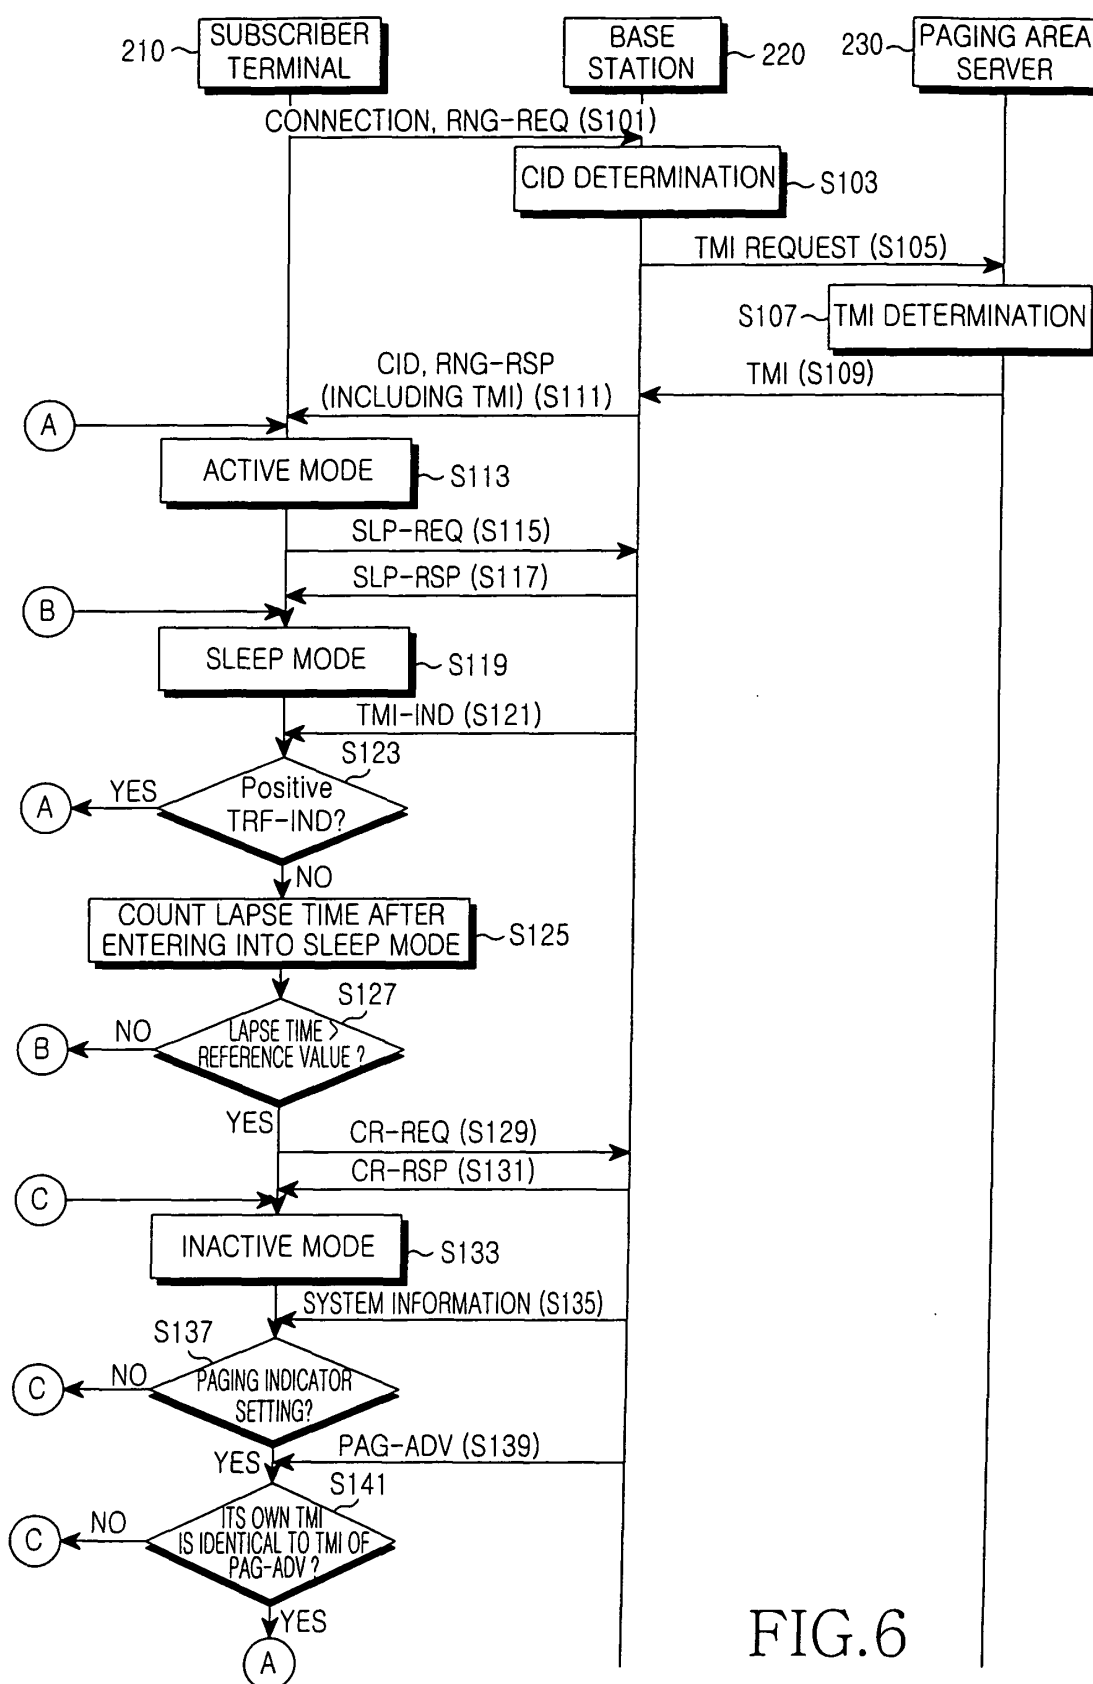 210
SUBSCRIBER
TERMINAL
BASE
STATION
220
230
PAGING AREA
SERVER
CONNECTION, RNG-REQ (S101)
CID DETERMINATION
S103
TMI REQUEST (S105)
S107
TMI DETERMINATION
CID, RNG-RSP
(INCLUDING TMI) (S111)
TMI (S109)
A
ACTIVE MODE
S113
SLP-REQ (S115)
SLP-RSP (S117)
B
SLEEP MODE
S119
TMI-IND (S121)
S123
Positive
TRF-IND?
YES
A
NO
COUNT LAPSE TIME AFTER
ENTERING INTO SLEEP MODE
S125
S127
LAPSE TIME >
REFERENCE VALUE ?
NO
B
YES
CR-REQ (S129)
CR-RSP (S131)
C
INACTIVE MODE
S133
SYSTEM INFORMATION (S135)
S137
PAGING INDICATOR
SETTING?
NO
C
YES
PAG-ADV (S139)
S141
ITS OWN TMI
IS IDENTICAL TO TMI OF
PAG-ADV ?
NO
C
YES
A
FIG.6